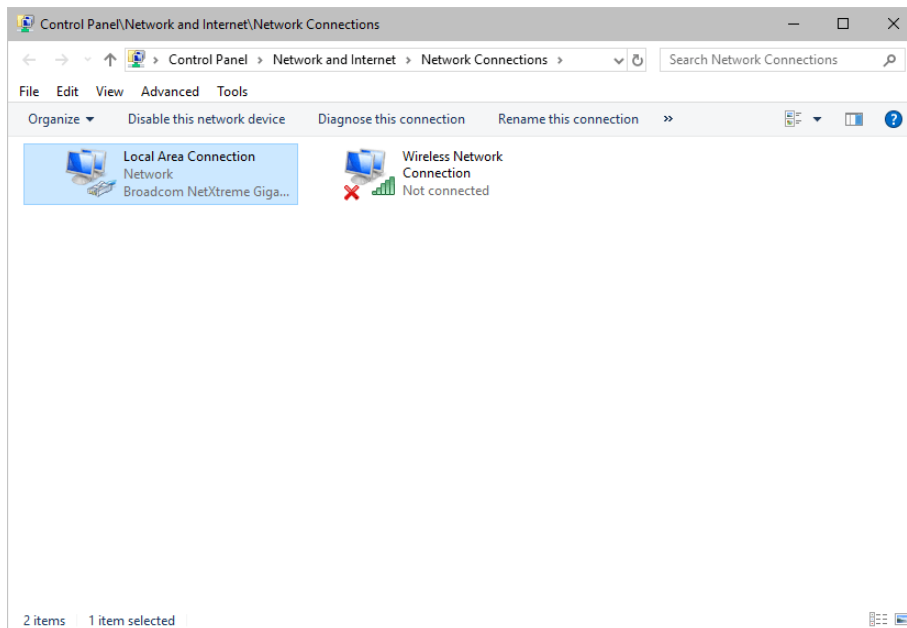 Control Panel\Network and Internet\Network Connections
Control Panel > Network and Internet > Network Connections >
Search Network Connections
File Edit View Advanced Tools
Organize Disable this network device Diagnose this connection Rename this connection »
Local Area Connection
Network
Broadcom NetXtreme Giga...
Wireless Network
Connection
Not connected
2 items 1 item selected